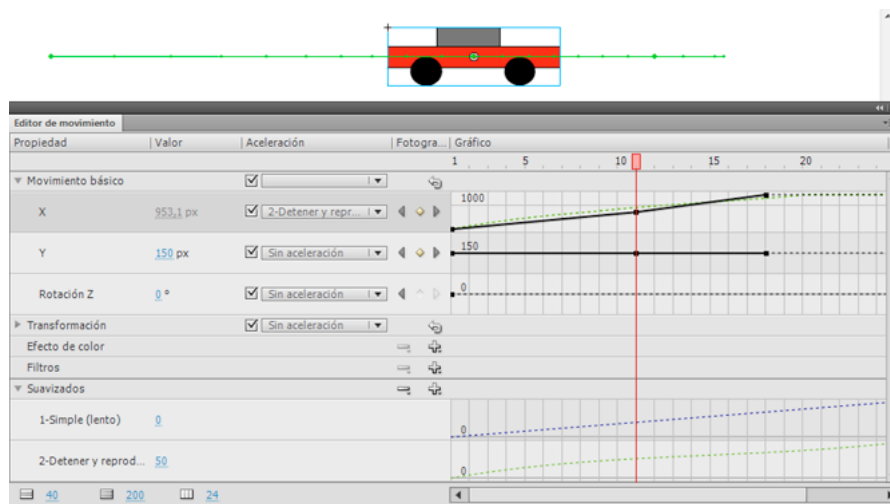 Editor de movimiento
Propiedad Valor Aceleración Fotogra... Gráfico
1 5 10 15 20
Movimiento básico
X 953,1 px 2-Detener y repr... 1000
Y 150 px Sin aceleración 150
Rotación Z 0 ° Sin aceleración 0
Transformación Sin aceleración
Efecto de color
Filtros
Suavizados
1-Simple (lento) 0 0
2-Detener y reprod... 50 0
40 200 24